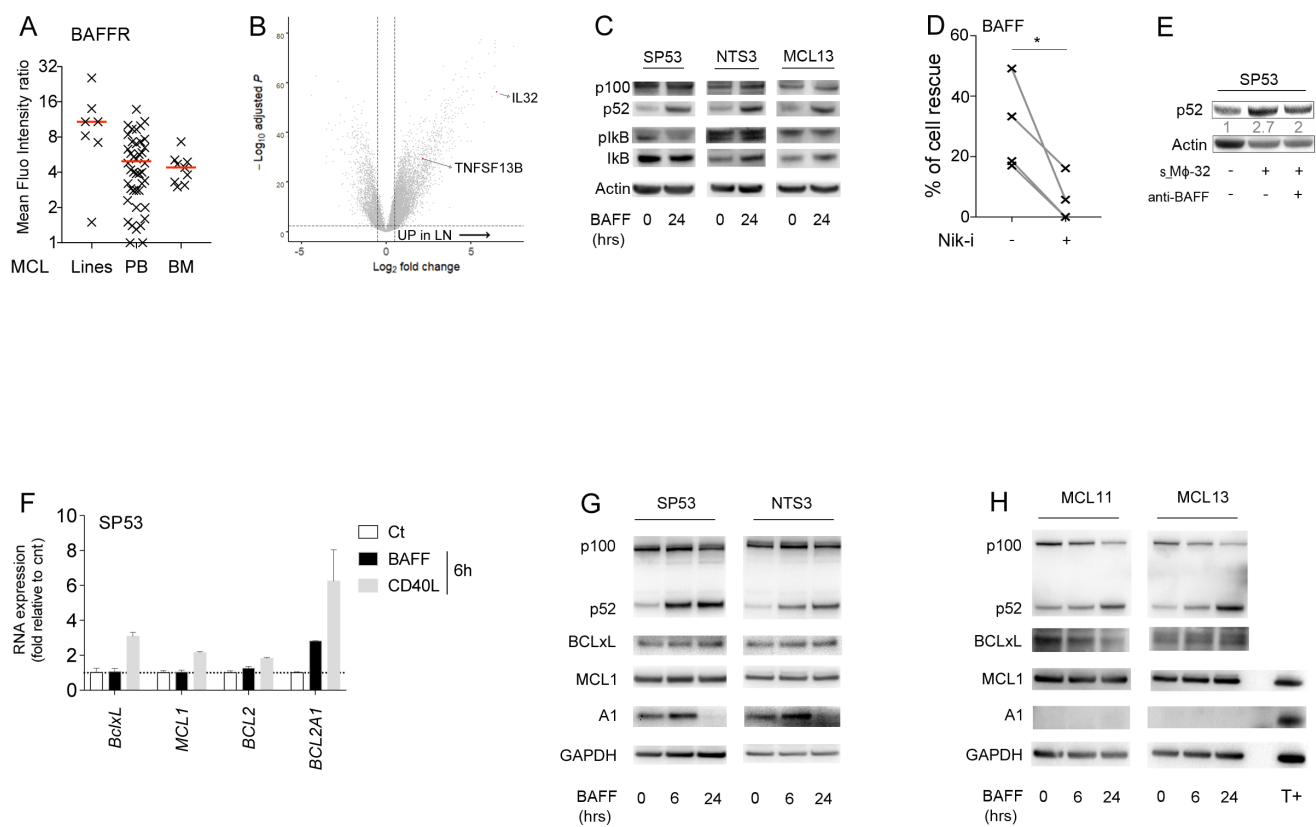 A
BAFFR
Mean Fluo Intensity ratio
32
16
8
4
2
1
MCL
Lines
PB
BM
B
– Log10 adjusted P
80
60
40
20
0
IL32
TNFSF13B
UP in LN
-5
0
5
Log2 fold change
C
SP53
NTS3
MCL13
p100
p52
pIkB
IkB
Actin
BAFF
0
24
0
24
0
24
(hrs)
D
BAFF
% of cell rescue
60
40
20
0
*
Nik-i
-
+
E
SP53
p52
1
2.7
2
Actin
s_Mϕ-32
-
+
+
anti-BAFF
-
-
+
F
SP53
RNA expression
(fold relative to cnt)
10
8
6
4
2
0
Ct
BAFF
CD40L
6h
BclxL
MCL1
BCL2
BCL2A1
G
SP53
NTS3
p100
p52
BCLxL
MCL1
A1
GAPDH
BAFF
0
6
24
0
6
24
(hrs)
H
MCL11
MCL13
p100
p52
BCLxL
MCL1
A1
GAPDH
BAFF
0
6
24
0
6
24
T+
(hrs)